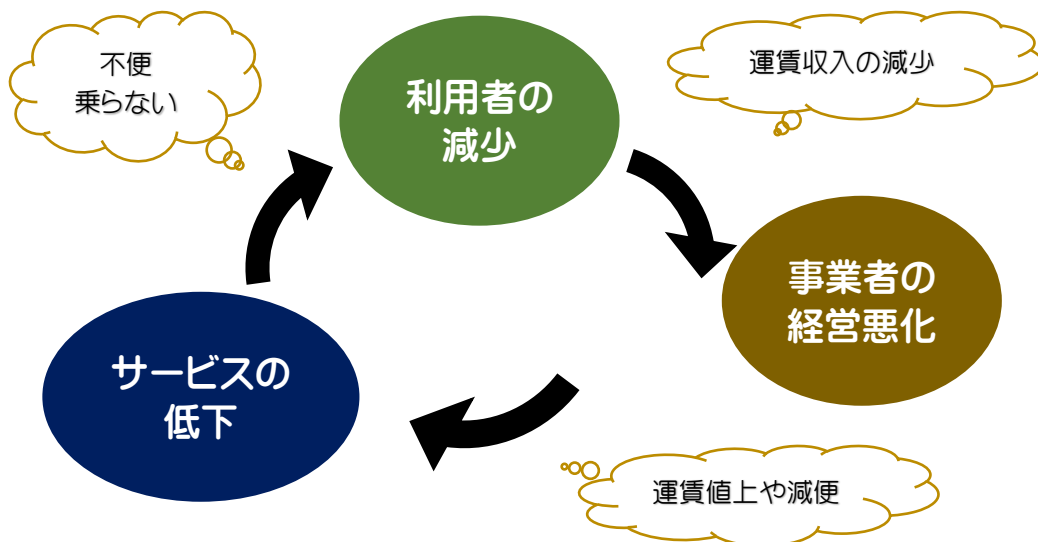 不便
乗らない
利用者の
減少
運賃収入の減少
事業者の
経営悪化
運賃値上や減便
サービスの
低下